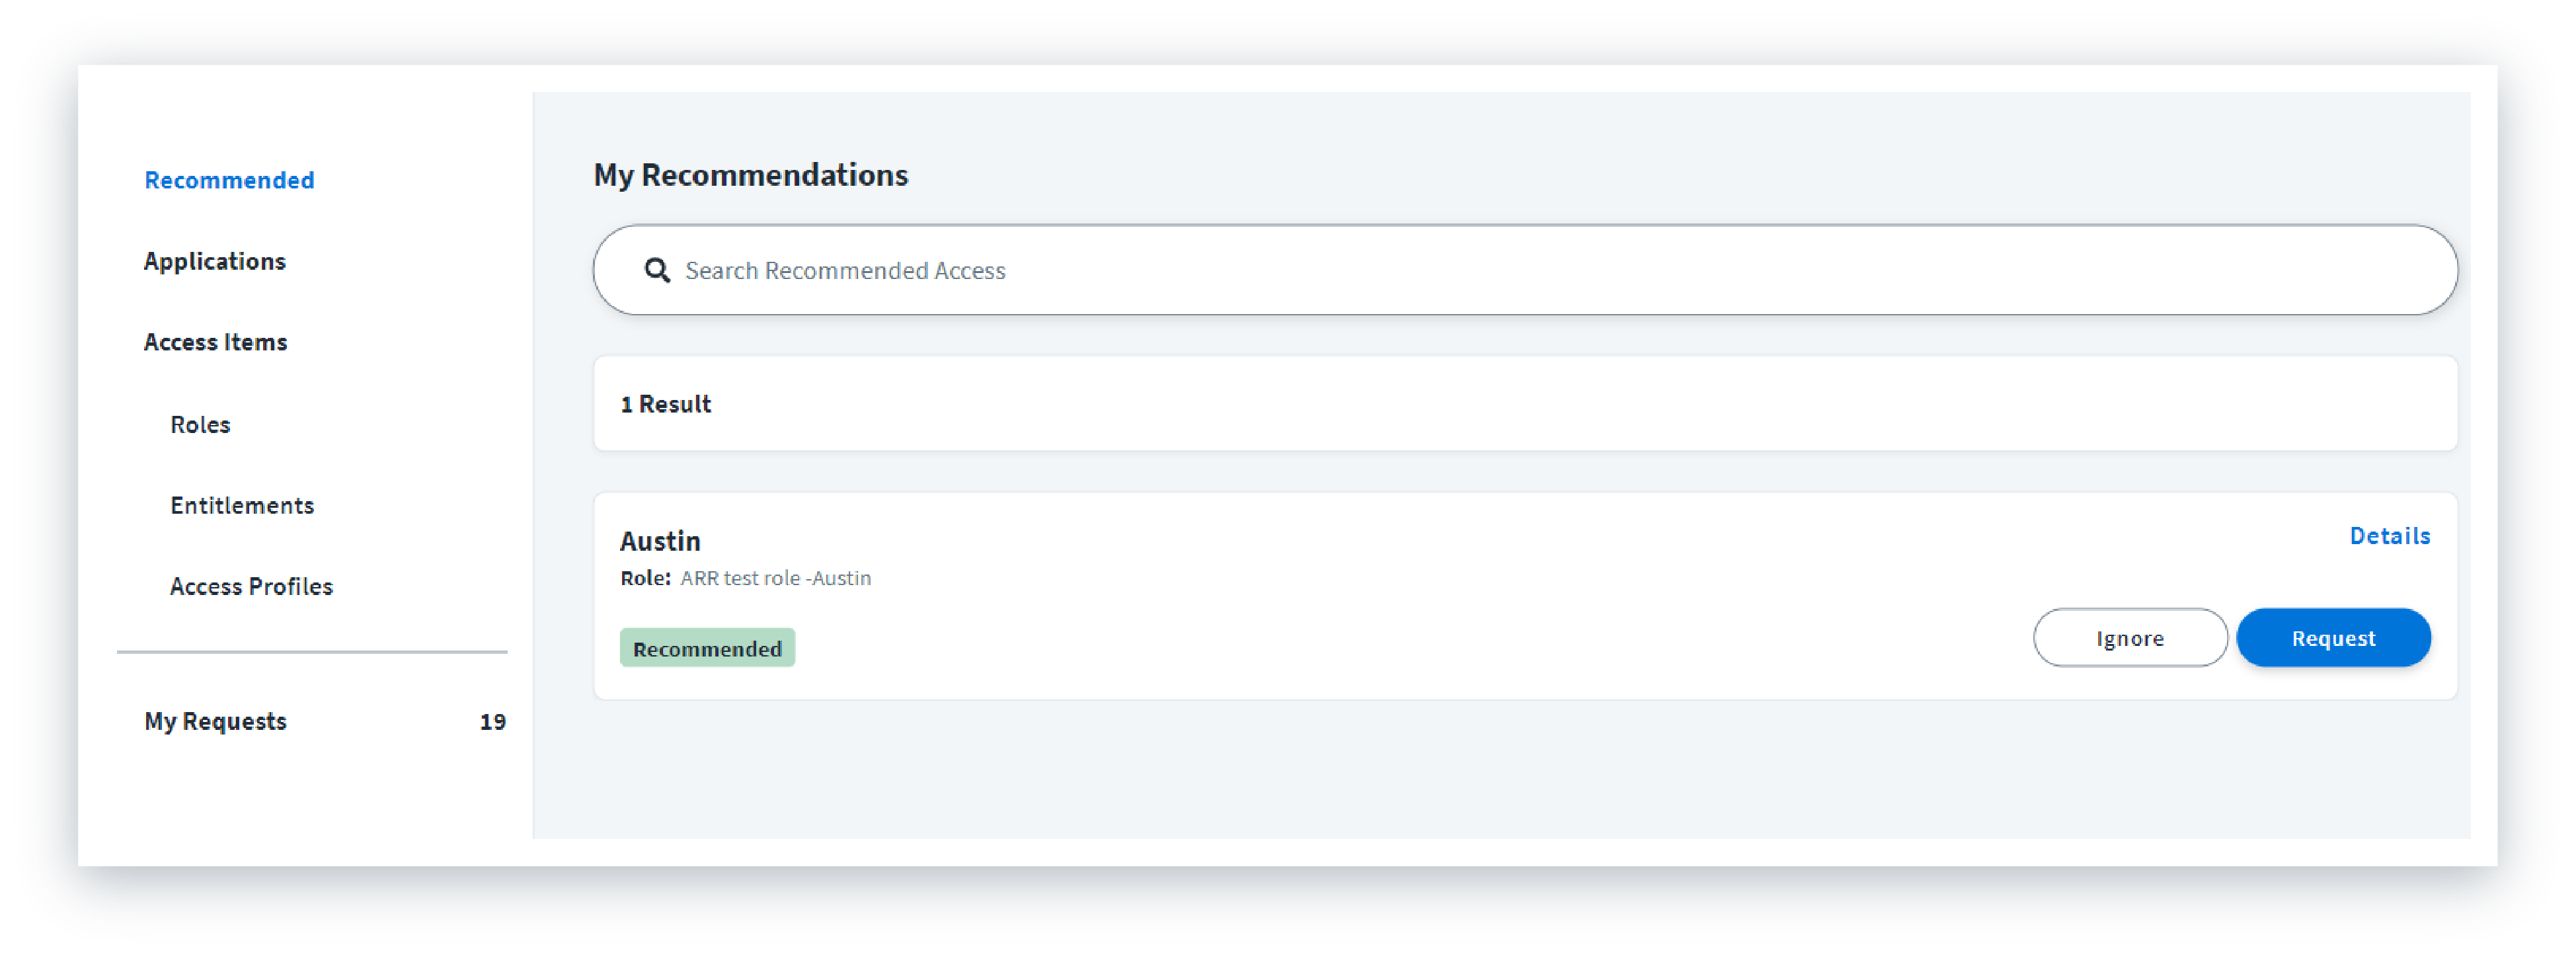 Recommended
Applications
Access Items
Roles
Entitlements
Access Profiles
My Requests 19
My Recommendations
Search Recommended Access
1 Result
Austin
Details
Role: ARR test role -Austin
Recommended
Ignore
Request